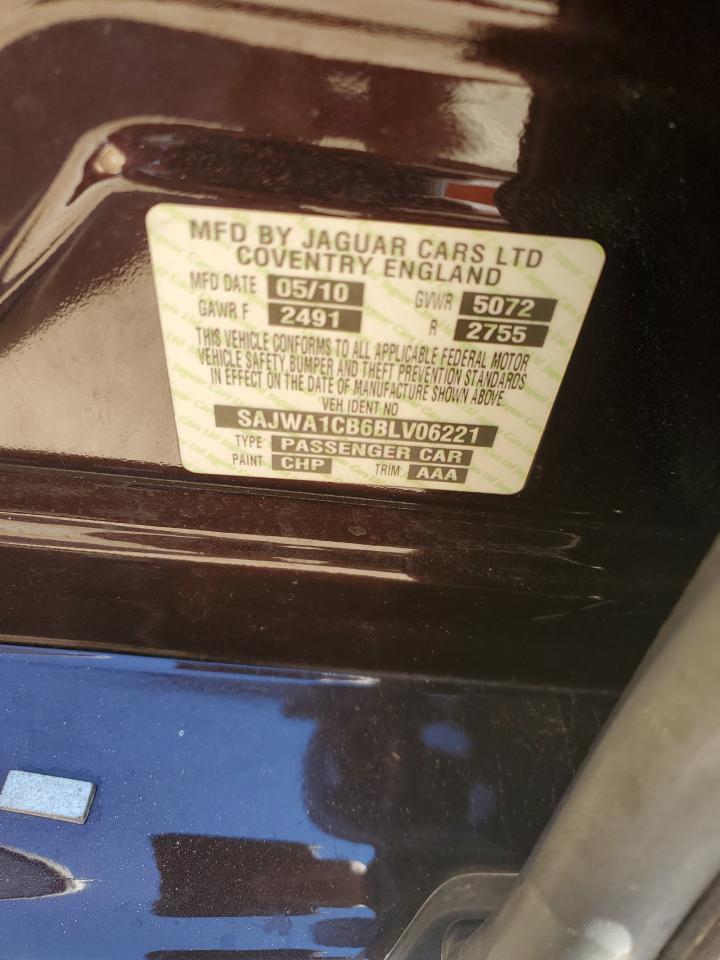 MFD BY JAGUAR CARS LTD
COVENTRY ENGLAND
MFD DATE 05/10 GVWR 5072
GAWR.F 2491 R 2755
THIS VEHICLE CONFORMS TO ALL APPLICABLE FEDERAL MOTOR
VEHICLE SAFETY, BUMPER AND THEFT PREVENTION STANDARDS
IN EFFECT ON THE DATE OF MANUFACTURE SHOWN ABOVE.
VEH IDENT NO
SAJWA1CB6BLV06221
TYPE PASSENGER CAR
PAINT CHP TRIM AAA